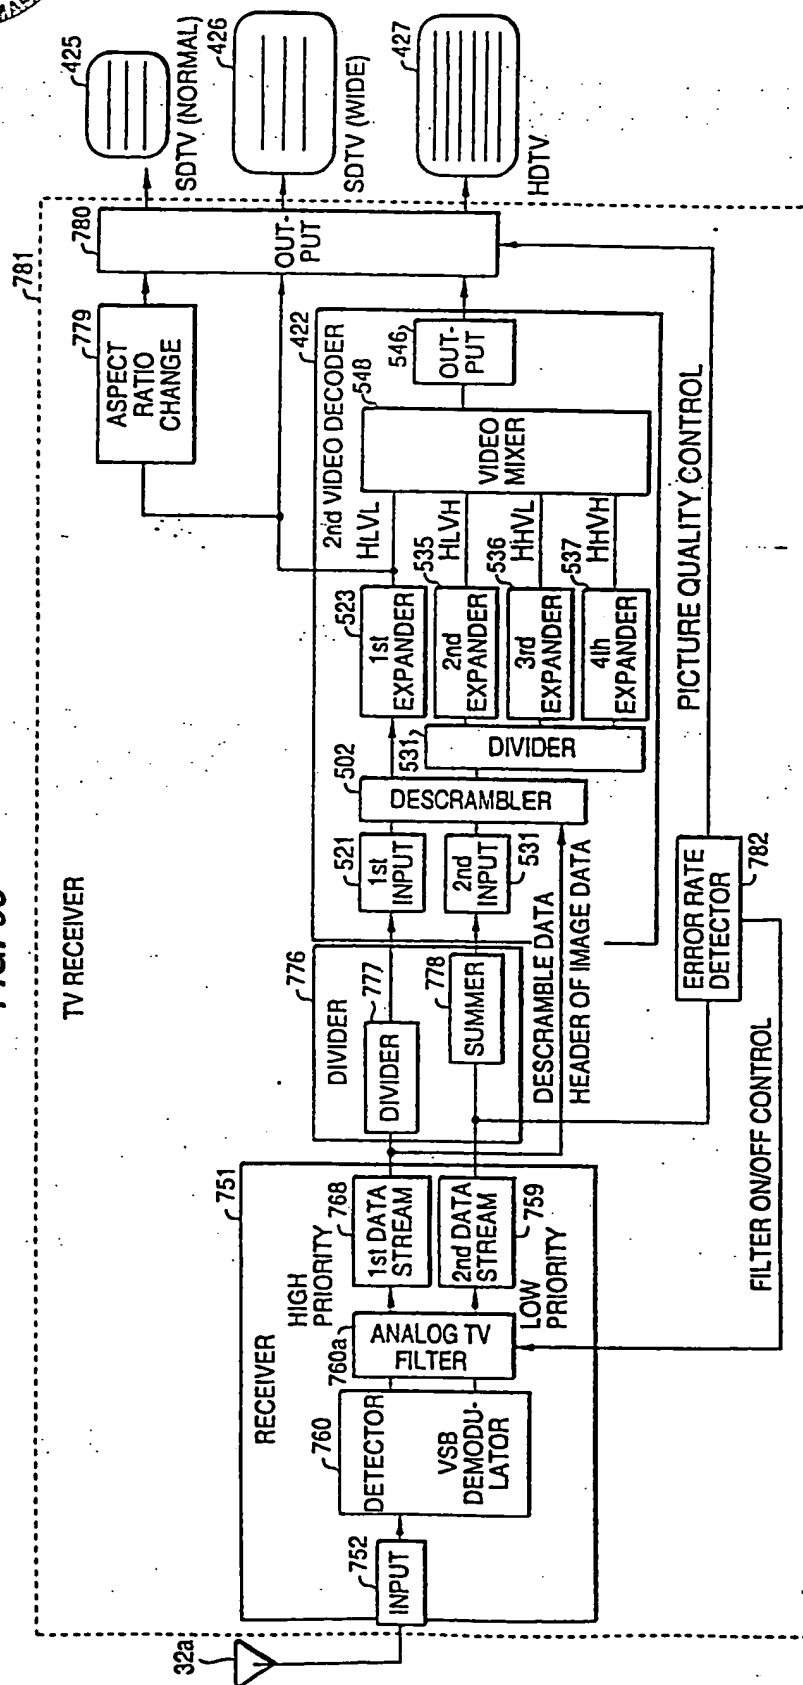 TV RECEIVER
781
32a
RECEIVER
751
752
INPUT
760
DETECTOR
VSB
DEMODU-
LATOR
760a
ANALOG TV
FILTER
HIGH
PRIORITY
768
1st DATA
STREAM
2nd DATA
STREAM
759
LOW
PRIORITY
776
DIVIDER
777
DIVIDER
778
SUMMER
DESCRAMBLE DATA
HEADER OF IMAGE DATA
422
2nd VIDEO DECODER
521
1st
INPUT
2nd
INPUT
531
502
DESCRAMBLER
531
DIVIDER
523
1st
EXPANDER
535
2nd
EXPANDER
536
3rd
EXPANDER
537
4th
EXPANDER
HLVL
HLVH
HHVL
HHVH
548
VIDEO
MIXER
546
OUT-
PUT
779
ASPECT
RATIO
CHANGE
780
OUT-
PUT
425
SDTV (NORMAL)
426
SDTV (WIDE)
427
HDTV
ERROR RATE
DETECTOR
782
FILTER ON/OFF CONTROL
PICTURE QUALITY CONTROL